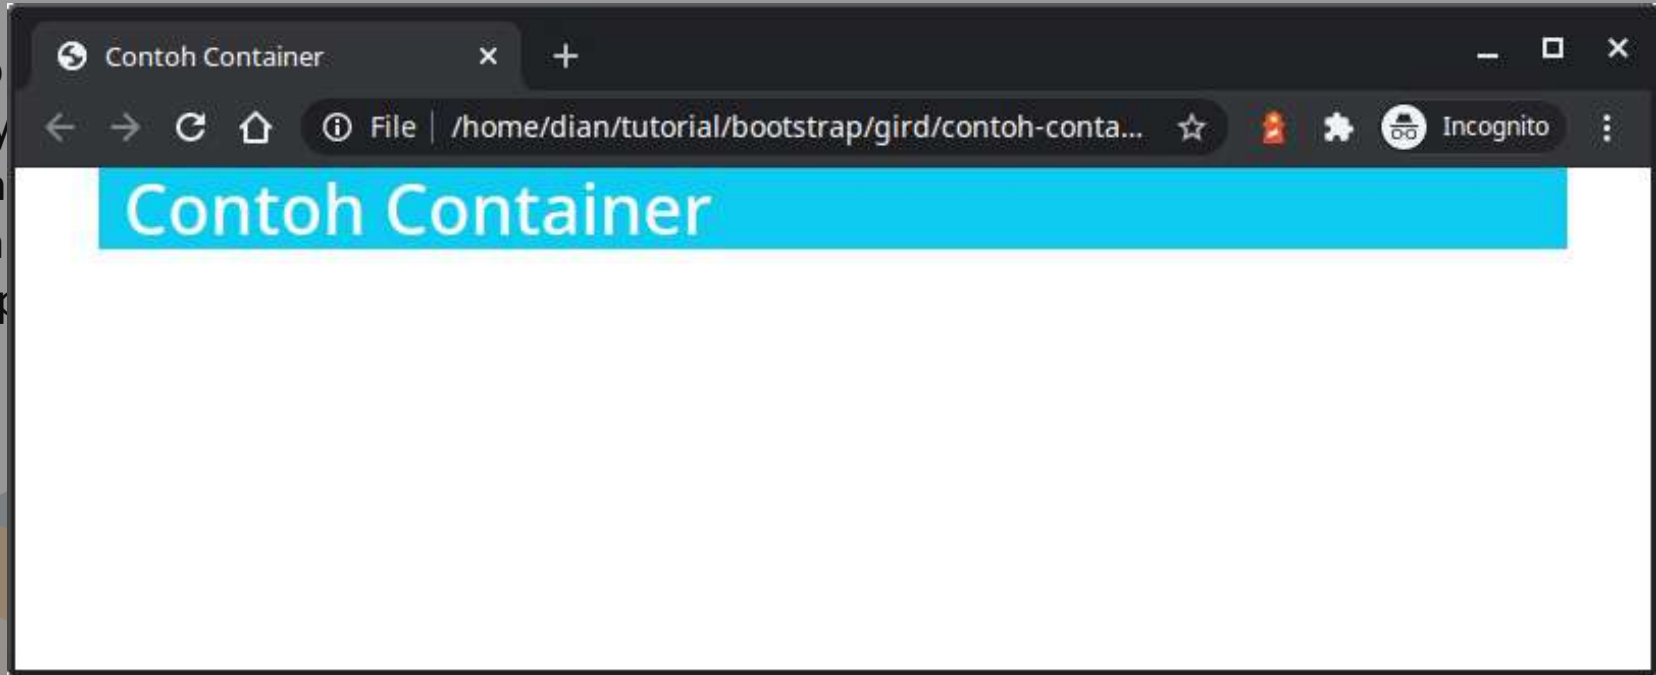 Contoh Container
File /home/dian/tutorial/bootstrap/gird/contoh-conta... Incognito
Contoh Container